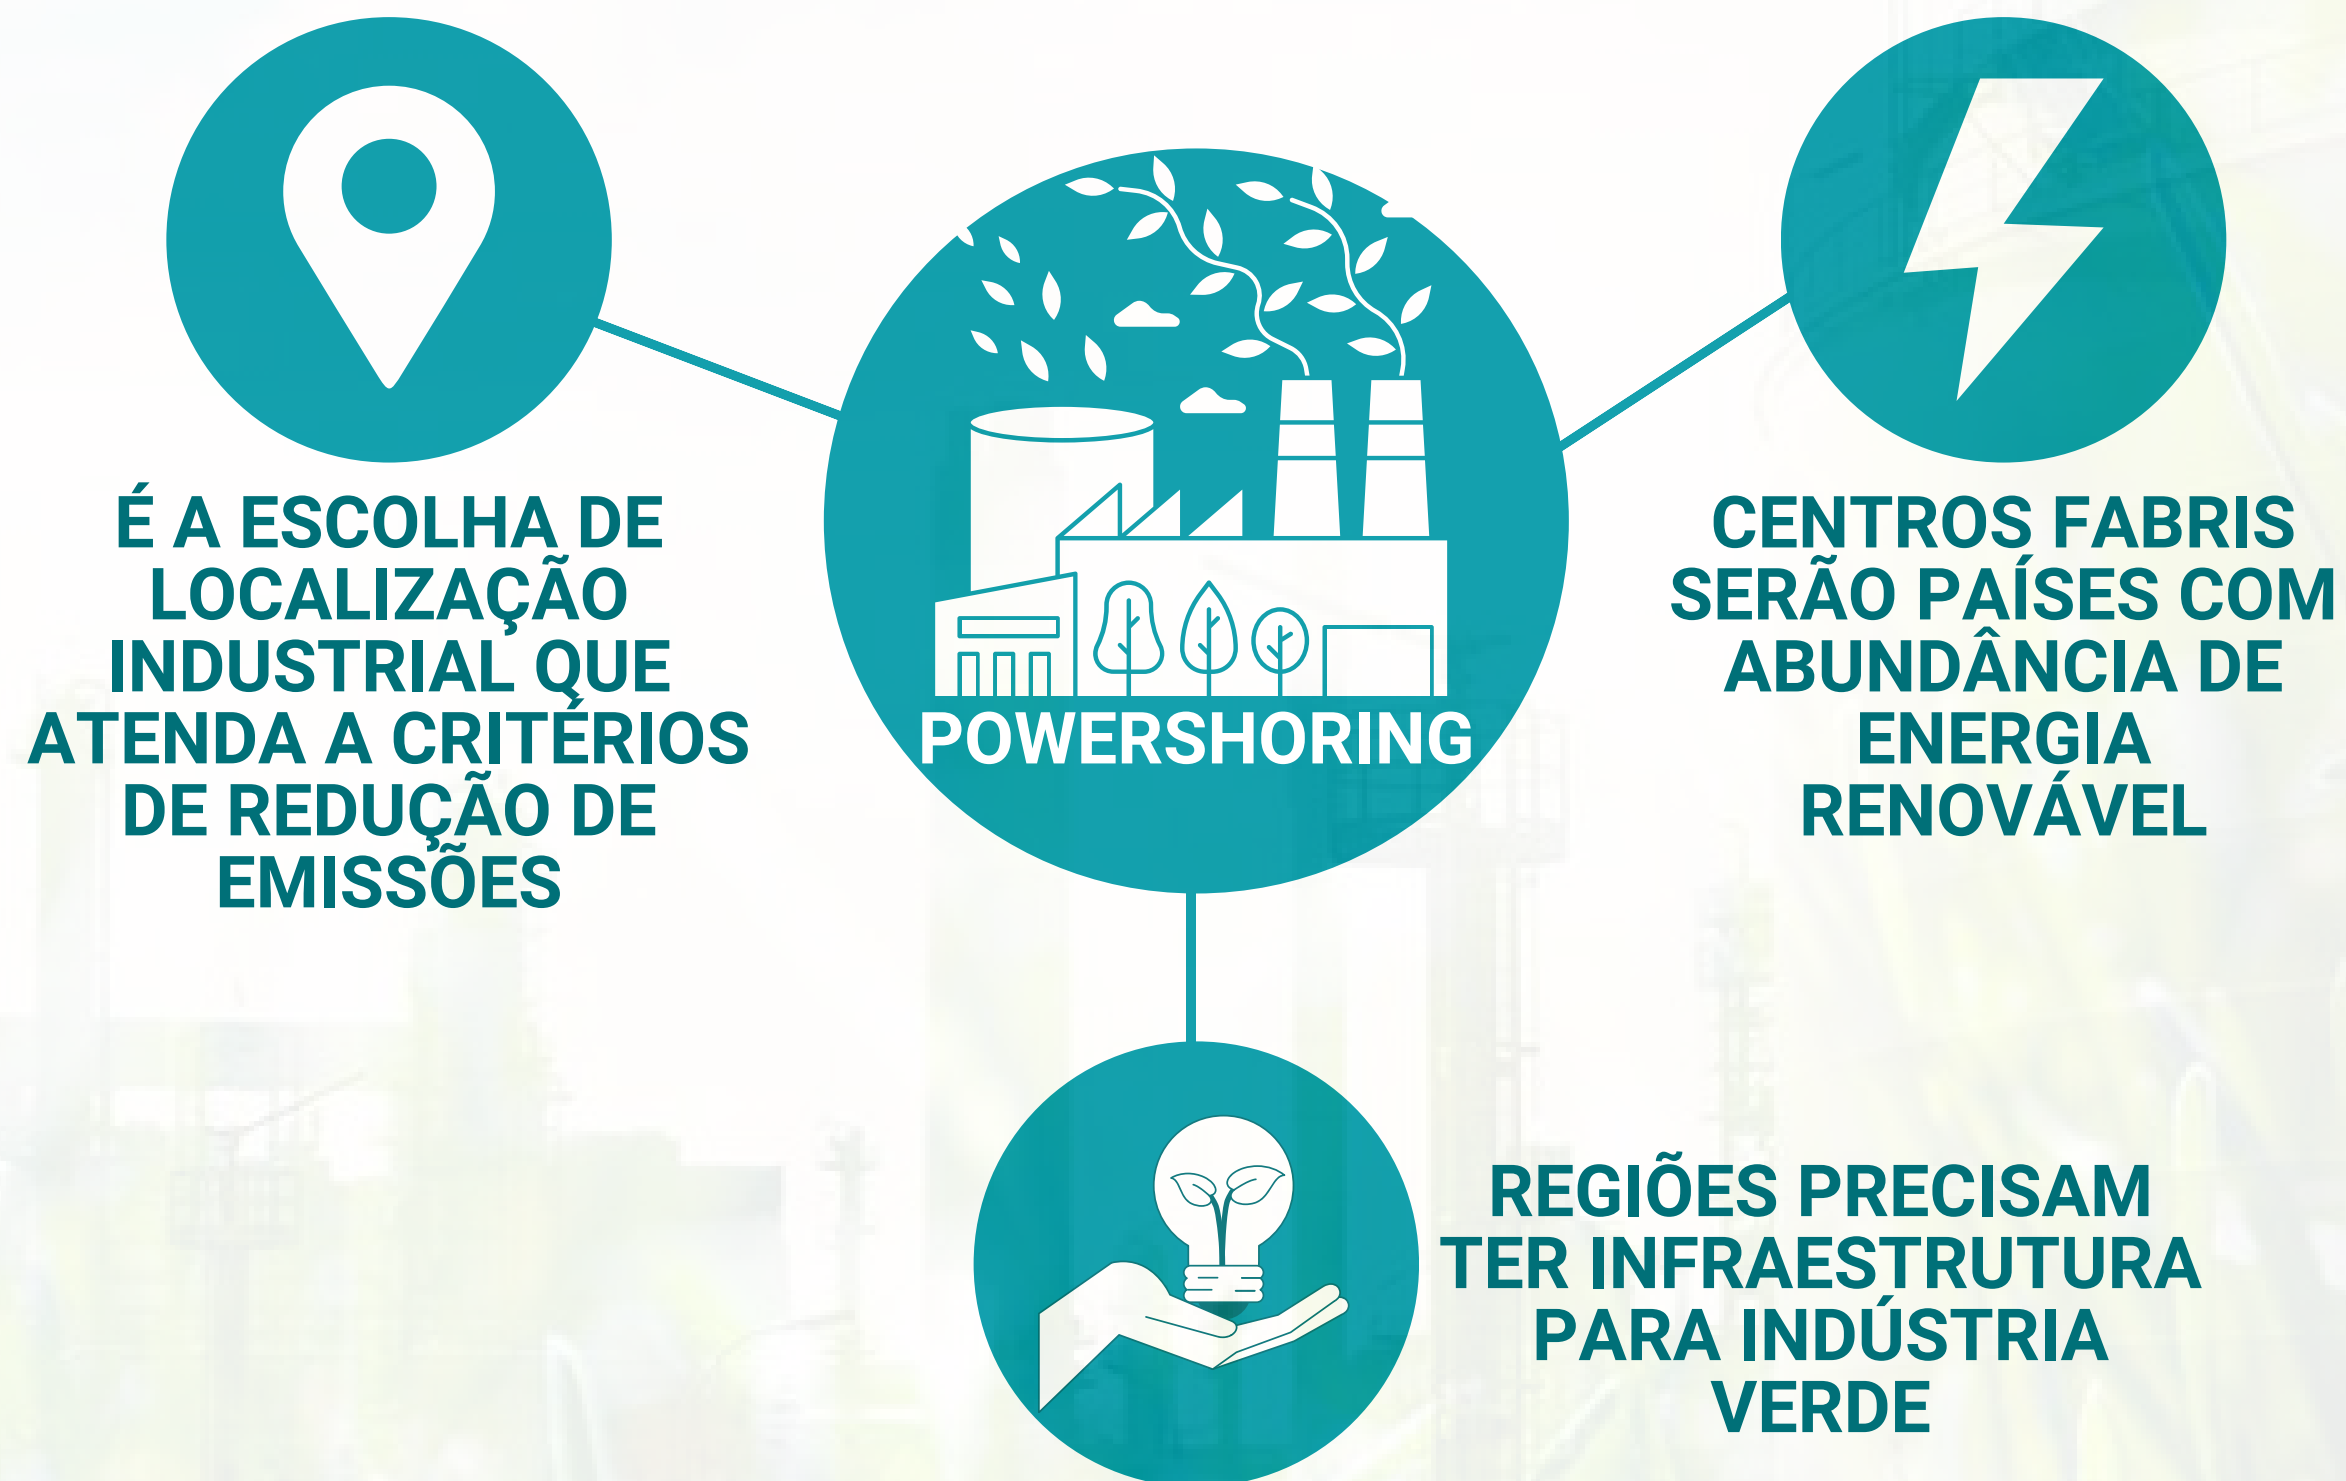 É A ESCOLHA DE
LOCALIZAÇÃO
INDUSTRIAL QUE
ATENDA A CRITÉRIOS
DE REDUÇÃO DE
EMISSÕES
POWERSHORING
CENTROS FABRIS
SERÃO PAÍSES COM
ABUNDÂNCIA DE
ENERGIA
RENOVÁVEL
REGIÕES PRECISAM
TER INFRAESTRUTURA
PARA INDÚSTRIA
VERDE